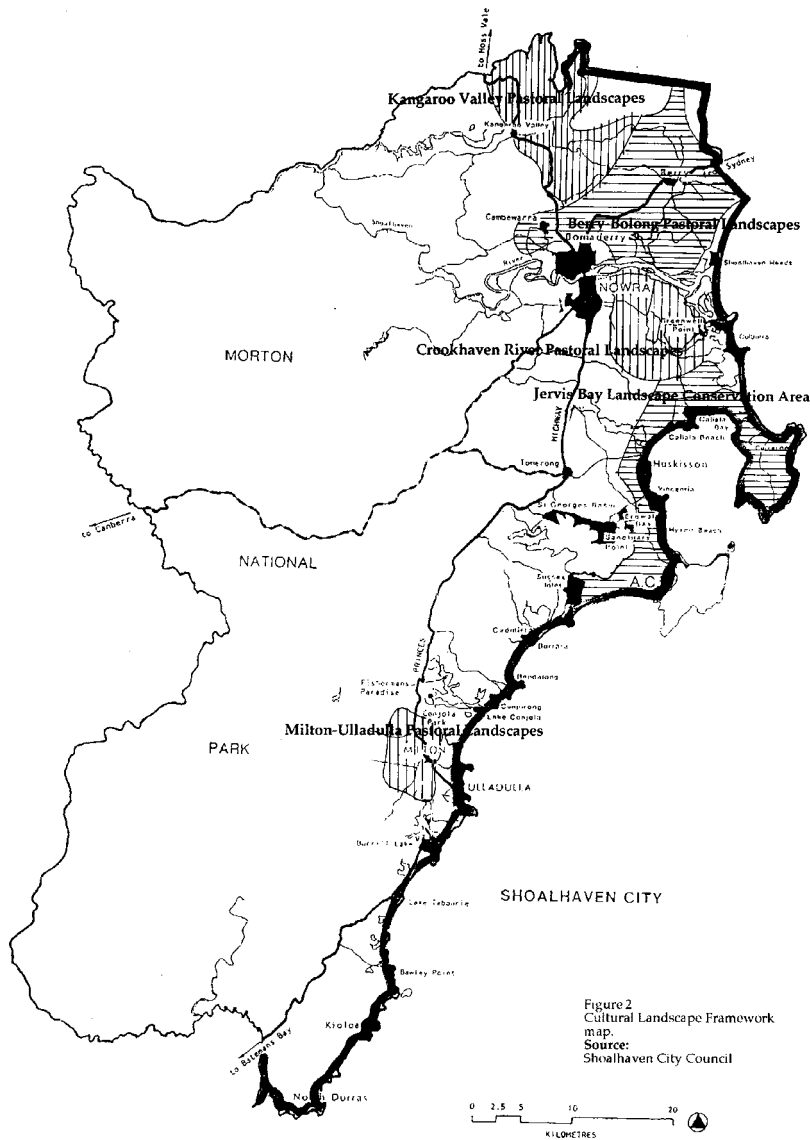 to Moss Vale
Kangaroo Valley Pastoral Landscapes
Kangaroo Valley
Sydney
Berry
Cambewarra
Shoalhaven
Berry-Bolong Pastoral Landscapes
Bomaderry
River
Shoalhaven Heads
NOWRA
Greenwell
Point
Culburra
Crookhaven River Pastoral Landscapes
MORTON
Jervis Bay Landscape Conservation Area
HIGHWAY
Callala
Bay
Callala Beach
Currarong
Huskisson
Tomerong
Vincentia
St Georges Basin
Erowal
Bay
Sanctuary
Point
Hyams Beach
to Canberra
NATIONAL
Sussex
Inlet
A.C.
Cudmirra
Berrara
PRINCES
Bendalong
Fishermans
Paradise
Cunjurong
Conjola
Park
Lake Conjola
Milton-Ulladulla Pastoral Landscapes
MILTON
PARK
ULLADULLA
Burrill Lake
SHOALHAVEN CITY
Lake Tabourie
Bawley Point
Kioloa
to Batemans Bay
North Durras
Figure 2
Cultural Landscape Framework
map.
Source:
Shoalhaven City Council
0 2.5 5 10 20
KILOMETRES